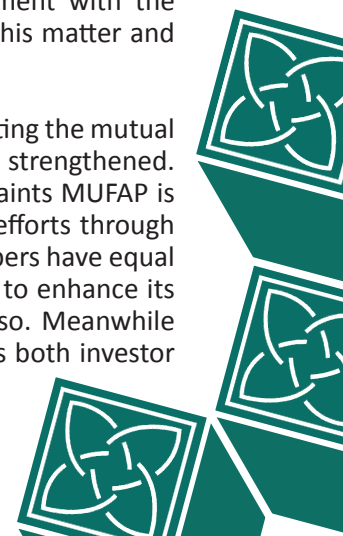 ment with the
his matter and
ting the mutual
strengthened.
aints MUFAP is
efforts through
bers have equal
to enhance its
so. Meanwhile
s both investor